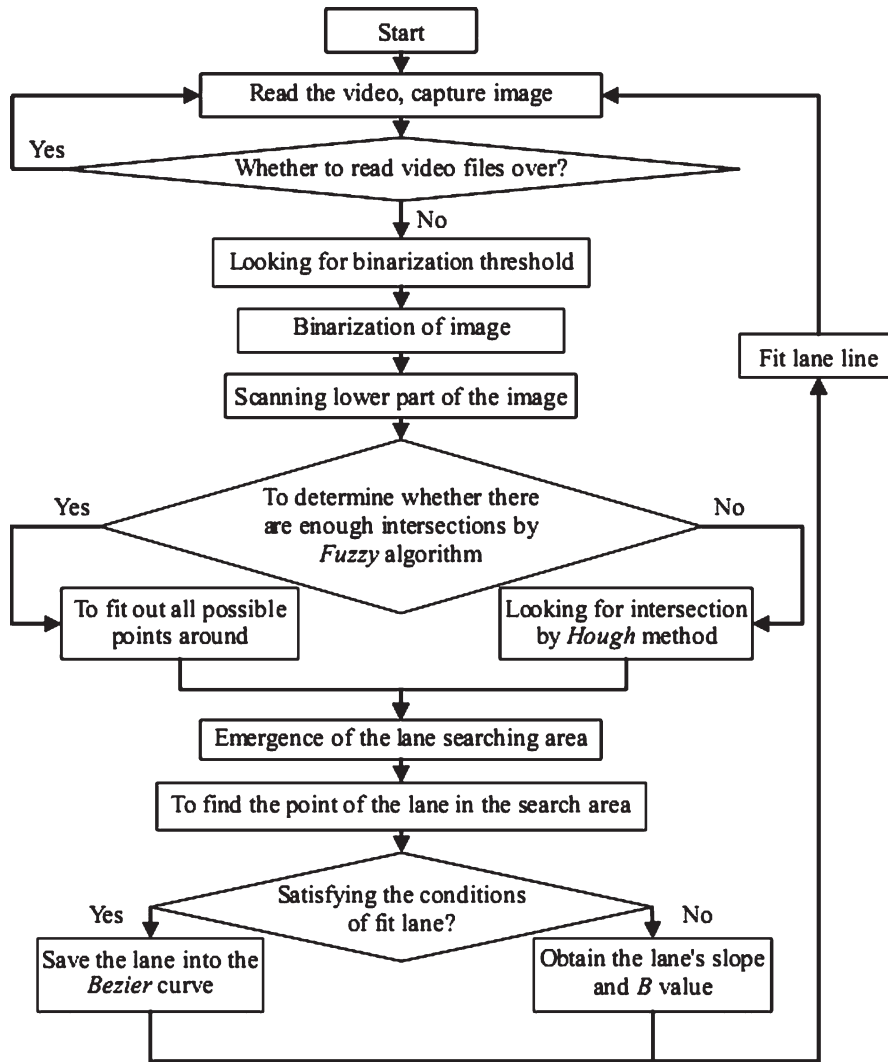 Start
Read the video, capture image
Yes
Whether to read video files over?
No
Looking for binarization threshold
Binarization of image
Fit lane line
Scanning lower part of the image
Yes
To determine whether there
are enough intersections by
Fuzzy algorithm
No
To fit out all possible
points around
Looking for intersection
by Hough method
Emergence of the lane searching area
To find the point of the lane in the search area
Satisfying the conditions
of fit lane?
Yes
No
Save the lane into the
Bezier curve
Obtain the lane's slope
and B value